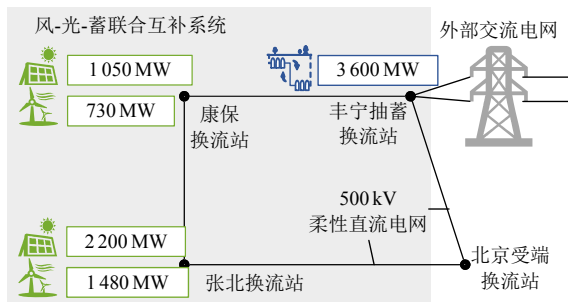 风-光-蓄联合互补系统
外部交流电网
1 050 MW
3 600 MW
730 MW
康保
换流站
丰宁抽蓄
换流站
500 kV
柔性直流电网
2 200 MW
1 480 MW
张北换流站
北京受端
换流站